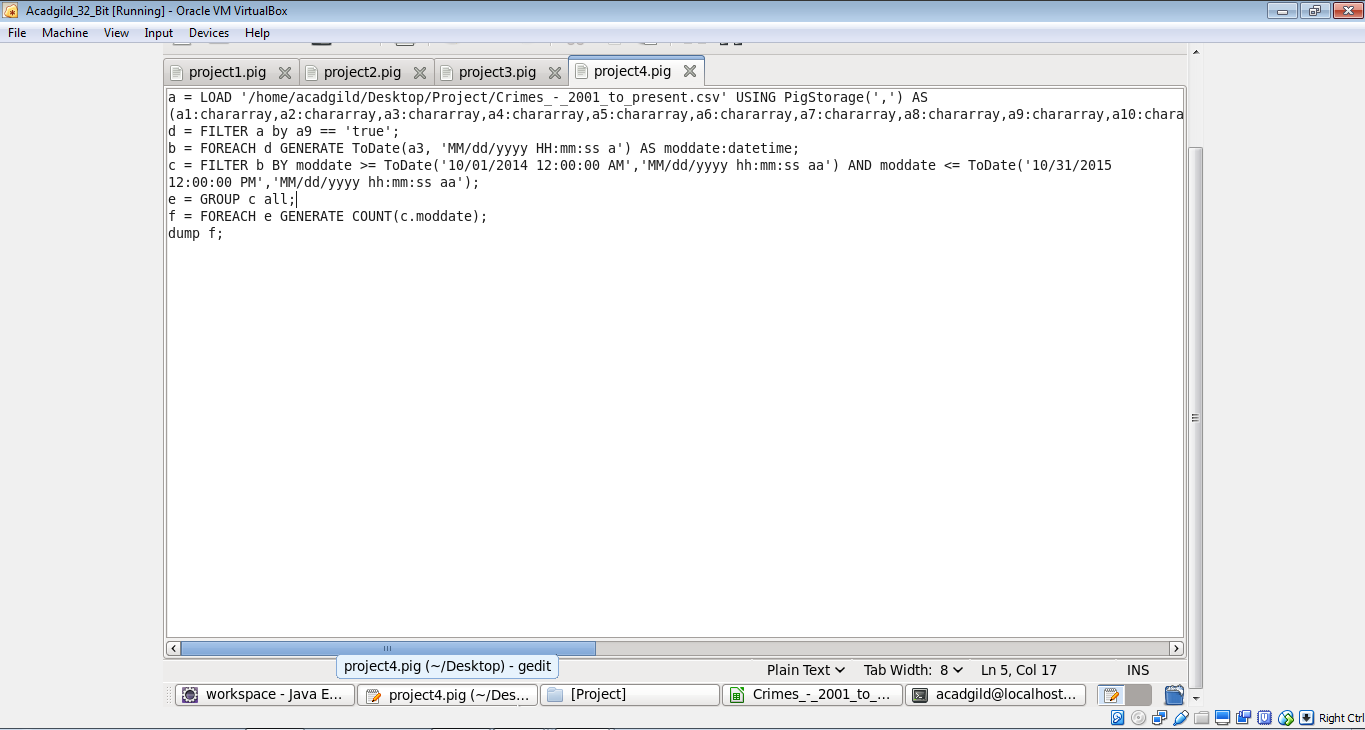 Acadgild_32_Bit [Running] - Oracle VM VirtualBox
File Machine View Input Devices Help
project1.pig project2.pig project3.pig project4.pig
a = LOAD '/home/acadgild/Desktop/Project/Crimes_-_2001_to_present.csv' USING PigStorage(',') AS
(a1:chararray,a2:chararray,a3:chararray,a4:chararray,a5:chararray,a6:chararray,a7:chararray,a8:chararray,a9:chararray,a10:chara
d = FILTER a by a9 == 'true';
b = FOREACH d GENERATE ToDate(a3, 'MM/dd/yyyy HH:mm:ss a') AS moddate:datetime;
c = FILTER b BY moddate >= ToDate('10/01/2014 12:00:00 AM','MM/dd/yyyy hh:mm:ss aa') AND moddate <= ToDate('10/31/2015
12:00:00 PM','MM/dd/yyyy hh:mm:ss aa');
e = GROUP c all;
f = FOREACH e GENERATE COUNT(c.moddate);
dump f;
project4.pig (~/Desktop) - gedit
Plain Text Tab Width: 8 Ln 5, Col 17 INS
workspace - Java E... project4.pig (~/Des... [Project] Crimes_-_2001_to_... acadgild@localhost...
Right Ctrl